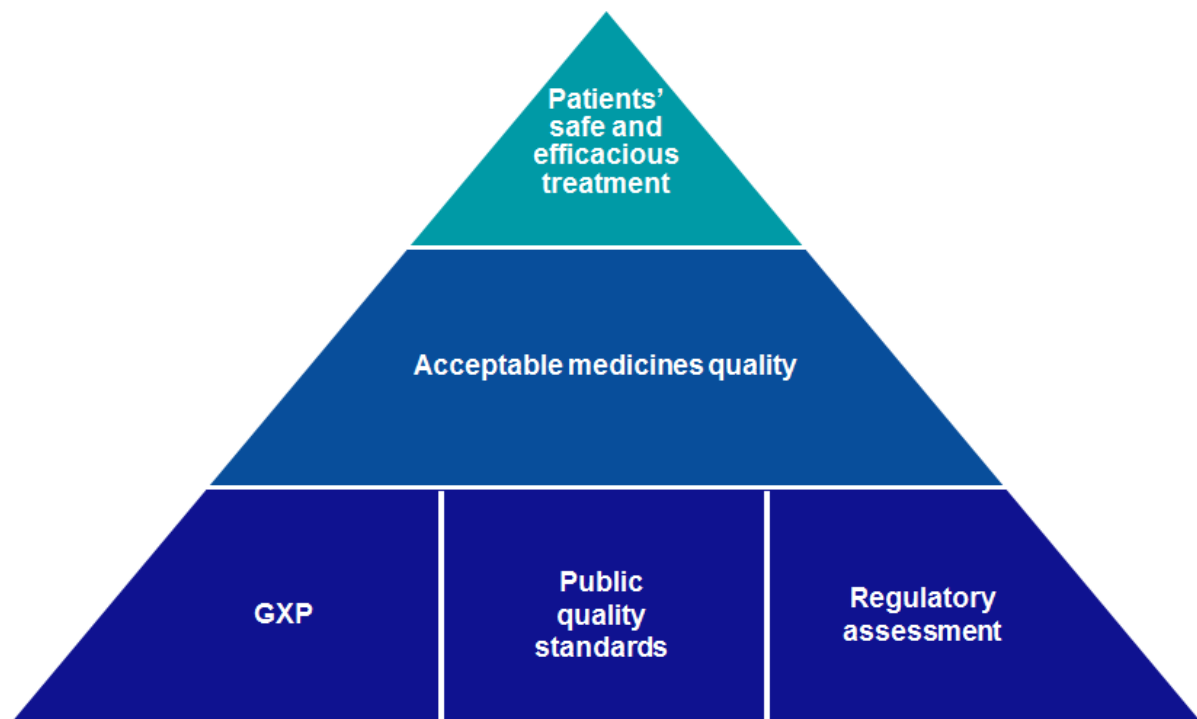 Patients’
safe and
efficacious
treatment
Acceptable medicines quality
GXP
Public
quality
standards
Regulatory
assessment